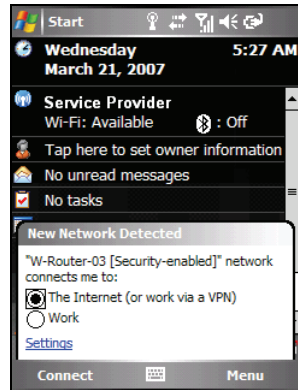 Start
Wednesday 5:27 AM
March 21, 2007
Service Provider
Wi-Fi: Available : Off
Tap here to set owner information
No unread messages
No tasks
New Network Detected
"W-Router-03 [Security-enabled]" network
connects me to:
The Internet (or work via a VPN)
Work
Settings
Connect Menu